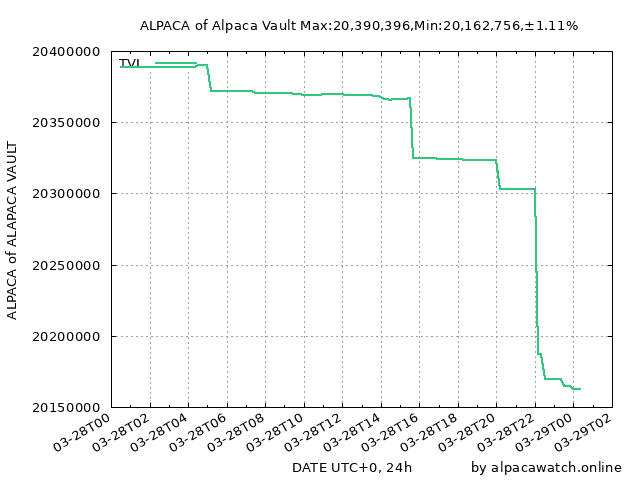 ALPACA of Alpaca Vault Max:20,390,396,Min:20,162,756,±1.11%
20400000
TVL
20350000
20300000
20250000
20200000
20150000
ALPACA of ALAPACA VAULT
03-28T00 03-28T02 03-28T04 03-28T06 03-28T08 03-28T10 03-28T12 03-28T14 03-28T16 03-28T18 03-28T20 03-28T22 03-29T00 03-29T02
DATE UTC+0, 24h by alpacawatch.online